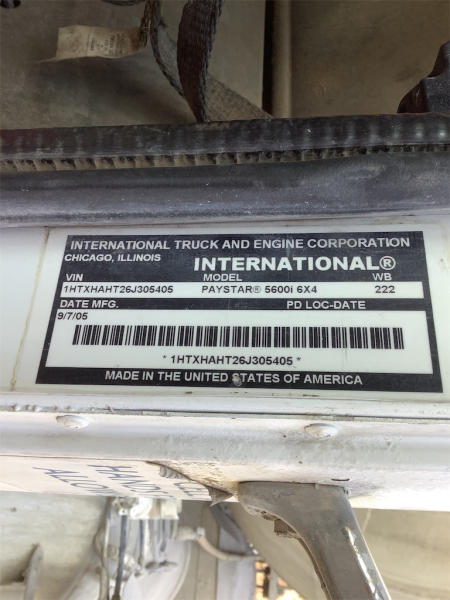 INTERNATIONAL TRUCK AND ENGINE CORPORATION
CHICAGO, ILLINOIS
INTERNATIONAL®
VIN MODEL WB
1HTXHAHT26J305405 PAYSTAR® 5600i 6X4 222
DATE MFG. PD LOC-DATE
9/7/05
* 1HTXHAHT26J305405 *
MADE IN THE UNITED STATES OF AMERICA